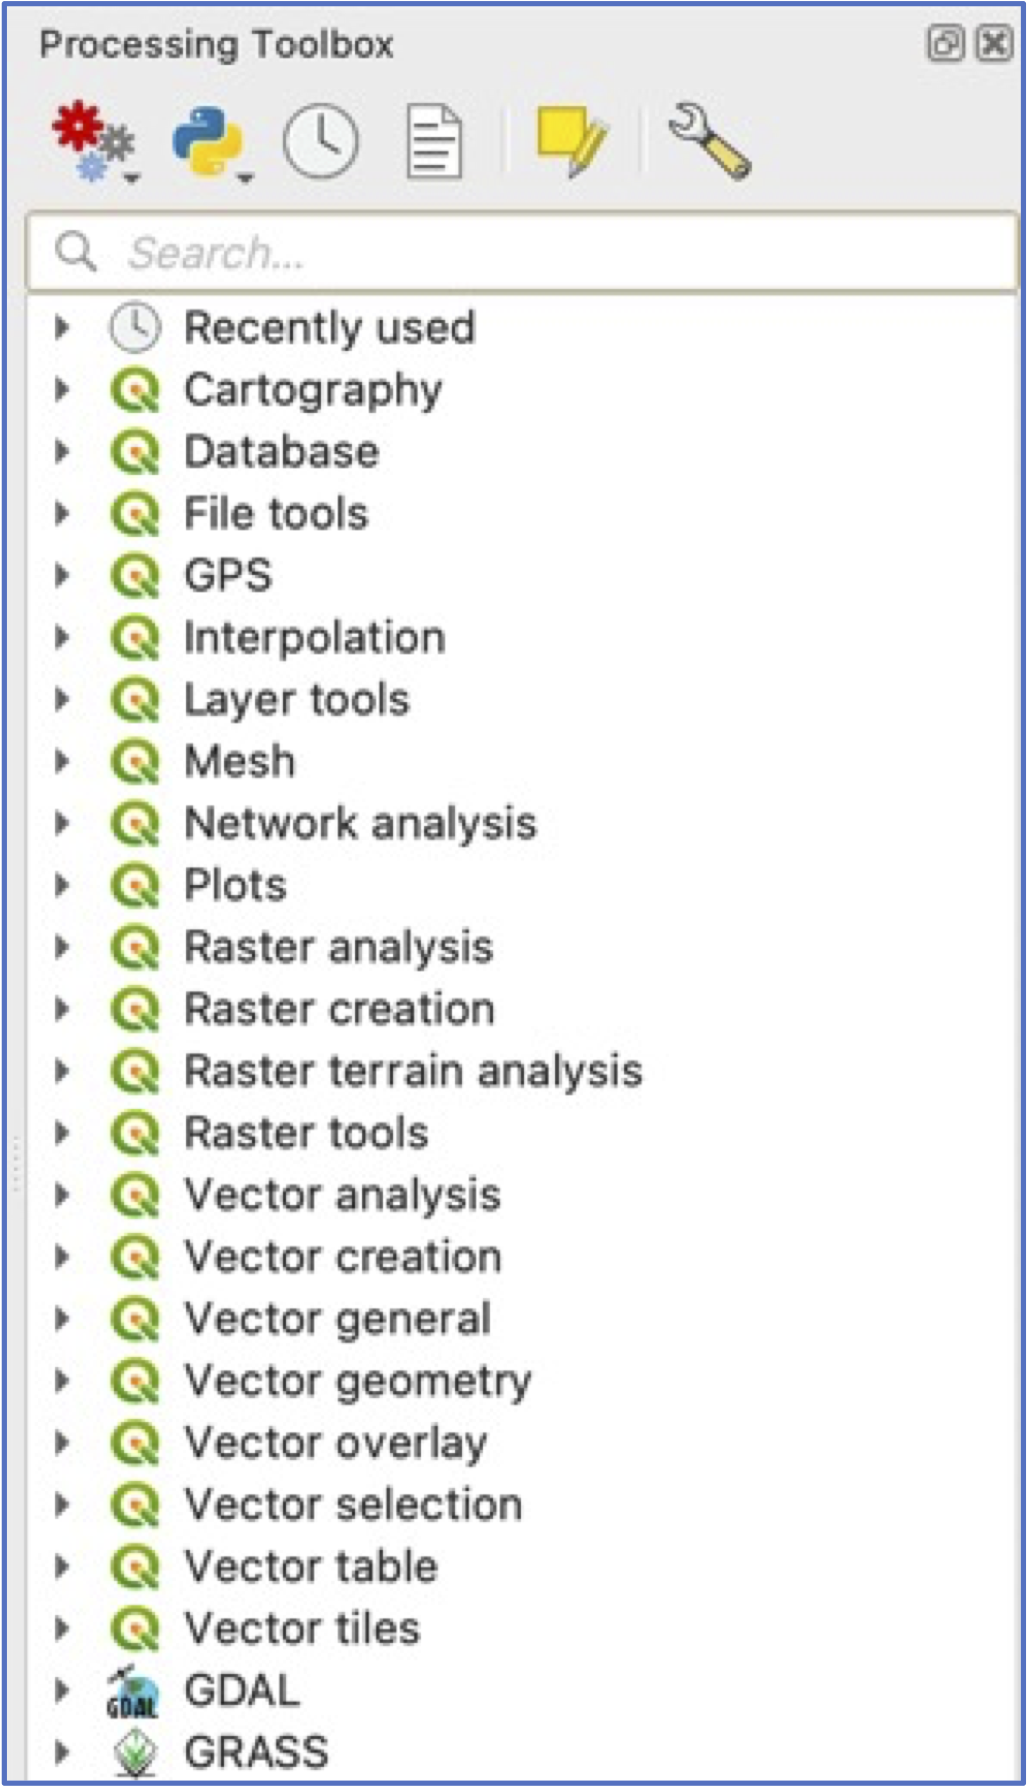 Processing Toolbox
Search...
Recently used
Cartography
Database
File tools
GPS
Interpolation
Layer tools
Mesh
Network analysis
Plots
Raster analysis
Raster creation
Raster terrain analysis
Raster tools
Vector analysis
Vector creation
Vector general
Vector geometry
Vector overlay
Vector selection
Vector table
Vector tiles
GDAL GDAL
GRASS